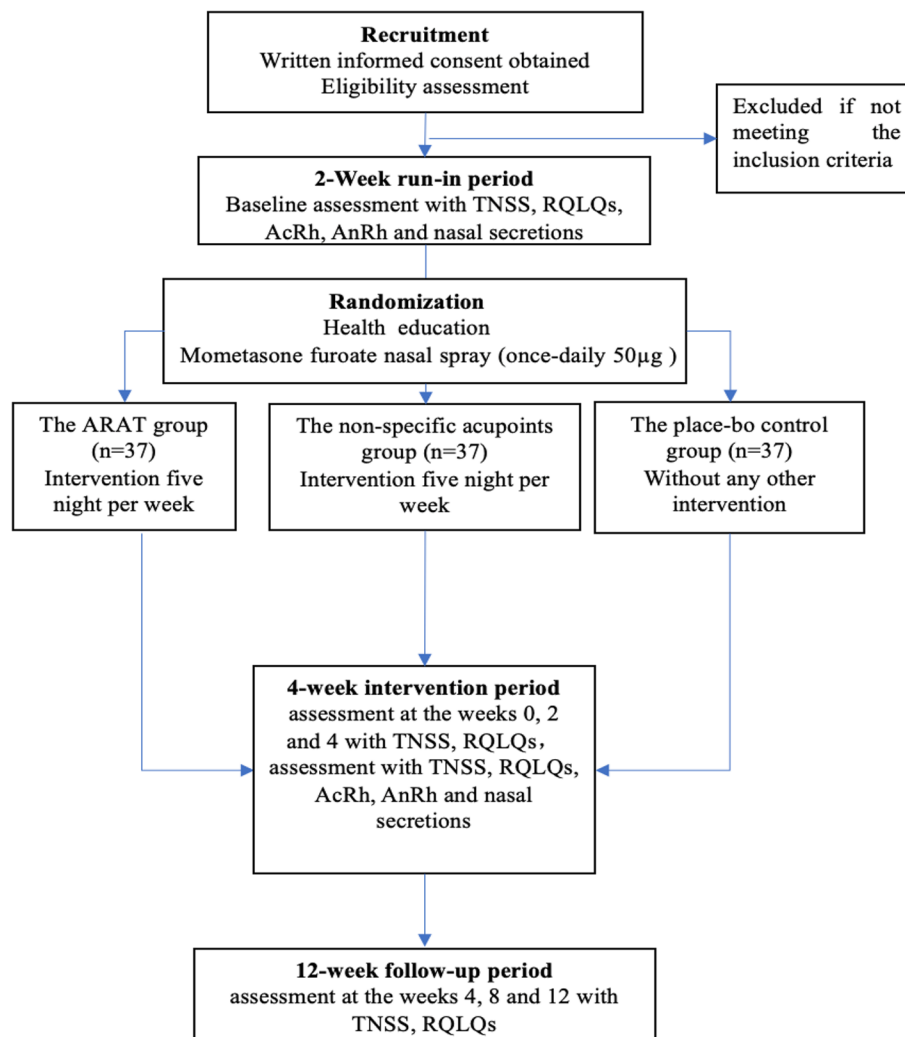 Recruitment
Written informed consent obtained
Eligibility assessment
Excluded if not
meeting the
inclusion criteria
2-Week run-in period
Baseline assessment with TNSS, RQLQs,
AcRh, AnRh and nasal secretions
Randomization
Health education
Mometasone furoate nasal spray (once-daily 50μg )
The ARAT group
(n=37)
Intervention five
night per week
The non-specific acupoints
group (n=37)
Intervention five night per
week
The place-bo control
group (n=37)
Without any other
intervention
4-week intervention period
assessment at the weeks 0, 2
and 4 with TNSS, RQLQs，
assessment with TNSS, RQLQs,
AcRh, AnRh and nasal
secretions
12-week follow-up period
assessment at the weeks 4, 8 and 12 with
TNSS, RQLQs